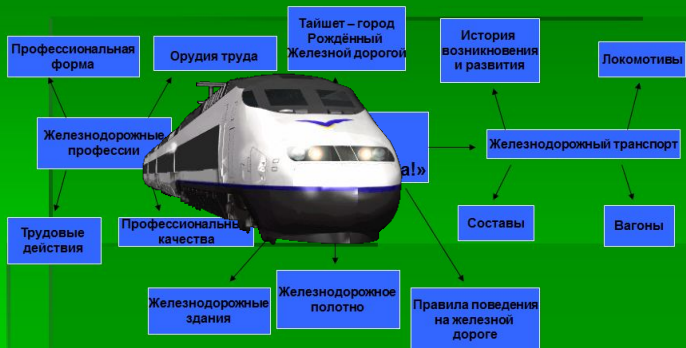 Тайшет – город
Рождённый
Железной дорогой
История
возникновения
и развития
Профессиональная
форма
Орудия труда
Локомотивы
Железнодорожные
профессии
а!»
Железнодорожный транспорт
Трудовые
действия
Профессиональны
качества
Составы
Вагоны
Железнодорожные
здания
Железнодорожное
полотно
Правила поведения
на железной
дороге